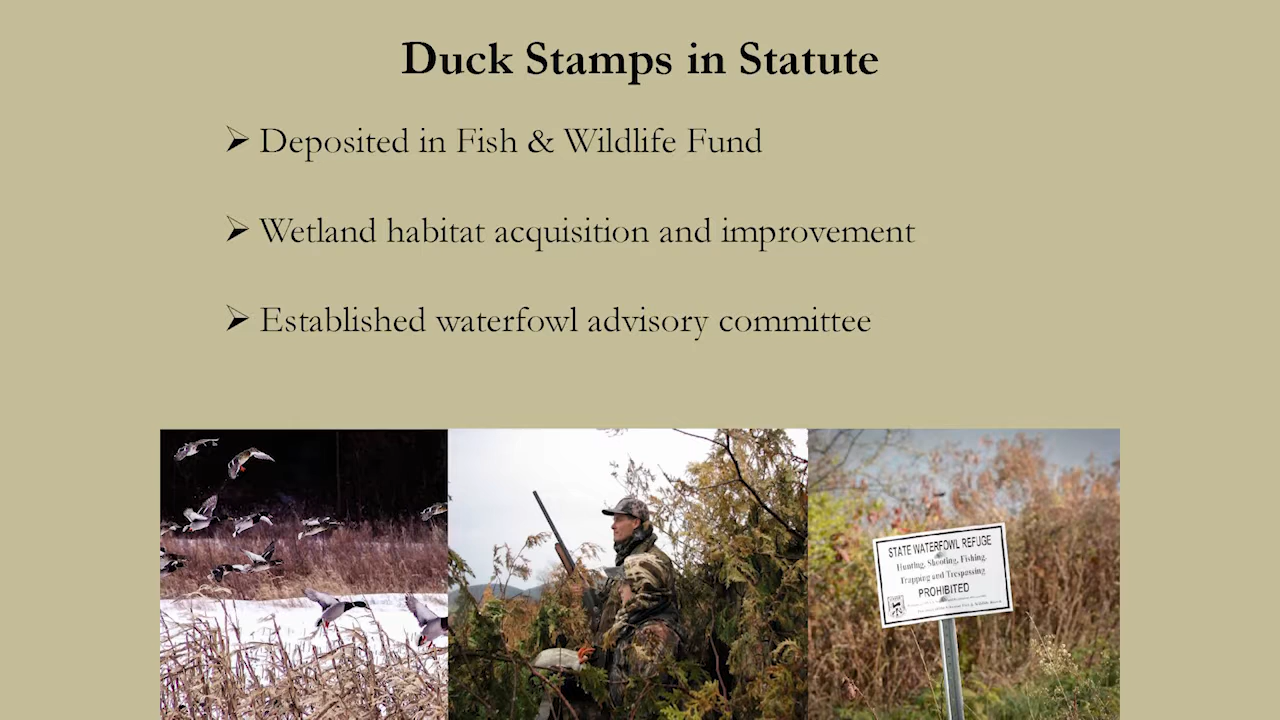 Duck Stamps in Statute
➢ Deposited in Fish & Wildlife Fund
➢ Wetland habitat acquisition and improvement
➢ Established waterfowl advisory committee
STATE WATERFOWL REFUGE
Hunting, Shooting, Fishing,
Trapping and Trespassing
PROHIBITED